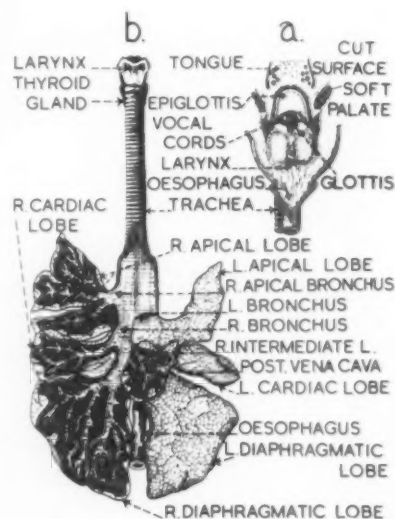 b.
a.
LARYNX
THYROID
GLAND
TONGUE
CUT
SURFACE
EPIGLOTTIS
SOFT
PALATE
VOCAL
CORDS
LARYNX
OESOPHAGUS
GLOTTIS
TRACHEA
R. CARDIAC
LOBE
R. APICAL LOBE
L. APICAL LOBE
R. APICAL BRONCHUS
L. BRONCHUS
R. BRONCHUS
R. INTERMEDIATE L.
POST. VENA CAVA
L. CARDIAC LOBE
OESOPHAGUS
L. DIAPHRAGMATIC
LOBE
R. DIAPHRAGMATIC LOBE